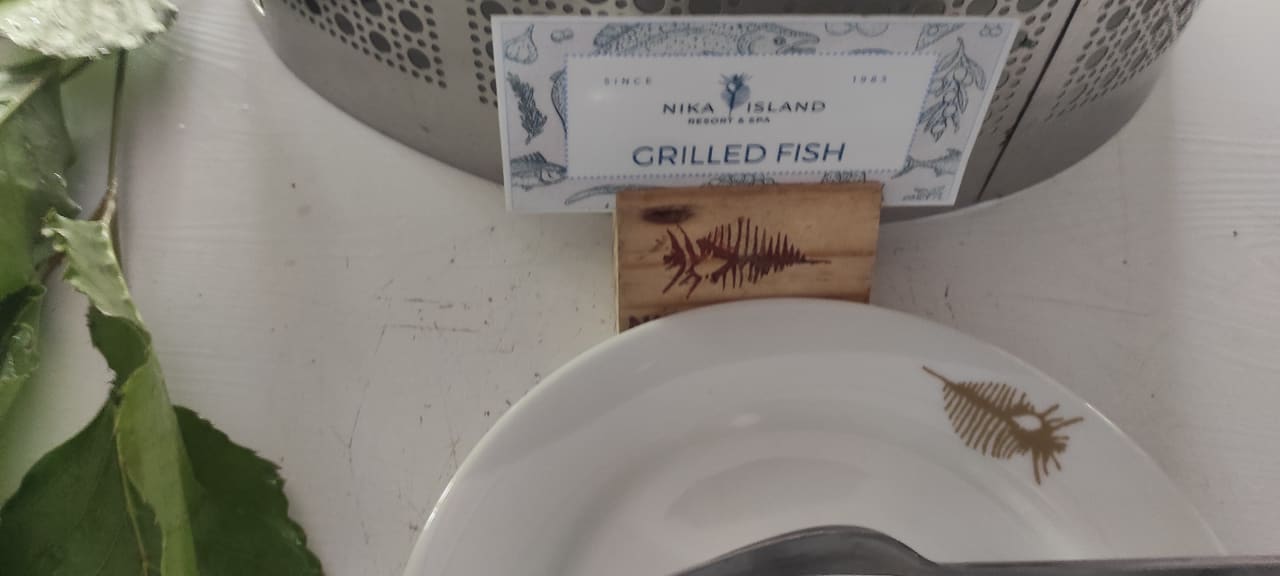 SINCE 1983
NIKA ISLAND
RESORT & SPA
GRILLED FISH